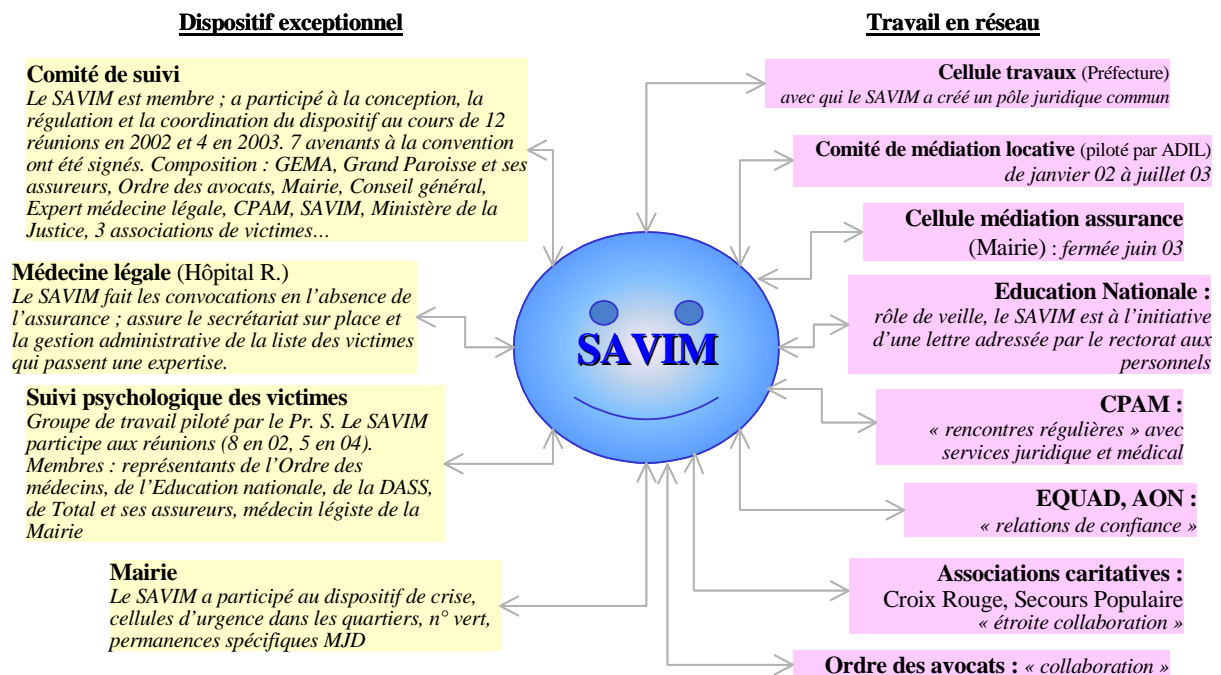 Dispositif exceptionnel
Comité de suivi
Le SAVIM est membre ; a participé à la conception, la
régulation et la coordination du dispositif au cours de 12
réunions en 2002 et 4 en 2003. 7 avenants à la convention
ont été signés. Composition : GEMA, Grand Paroisse et ses
assureurs, Ordre des avocats, Mairie, Conseil général,
Expert médecine légale, CPAM, SAVIM, Ministère de la
Justice, 3 associations de victimes…
Médecine légale (Hôpital R.)
Le SAVIM fait les convocations en l’absence de
l’assurance ; assure le secrétariat sur place et
la gestion administrative de la liste des victimes
qui passent une expertise.
Suivi psychologique des victimes
Groupe de travail piloté par le Pr. S. Le SAVIM
participe aux réunions (8 en 02, 5 en 04).
Membres : représentants de l’Ordre des
médecins, de l’Education nationale, de la DASS,
de Total et ses assureurs, médecin légiste de la
Mairie
Mairie
Le SAVIM a participé au dispositif de crise,
cellules d’urgence dans les quartiers, n° vert,
permanences spécifiques MJD
SAVIM
Travail en réseau
Cellule travaux (Préfecture)
avec qui le SAVIM a créé un pôle juridique commun
Comité de médiation locative (piloté par ADIL)
de janvier 02 à juillet 03
Cellule médiation assurance
(Mairie) : fermée juin 03
Education Nationale :
rôle de veille, le SAVIM est à l’initiative
d’une lettre adressée par le rectorat aux
personnels
CPAM :
« rencontres régulières » avec
services juridique et médical
EQUAD, AON :
« relations de confiance »
Associations caritatives :
Croix Rouge, Secours Populaire
« étroite collaboration »
Ordre des avocats : « collaboration »